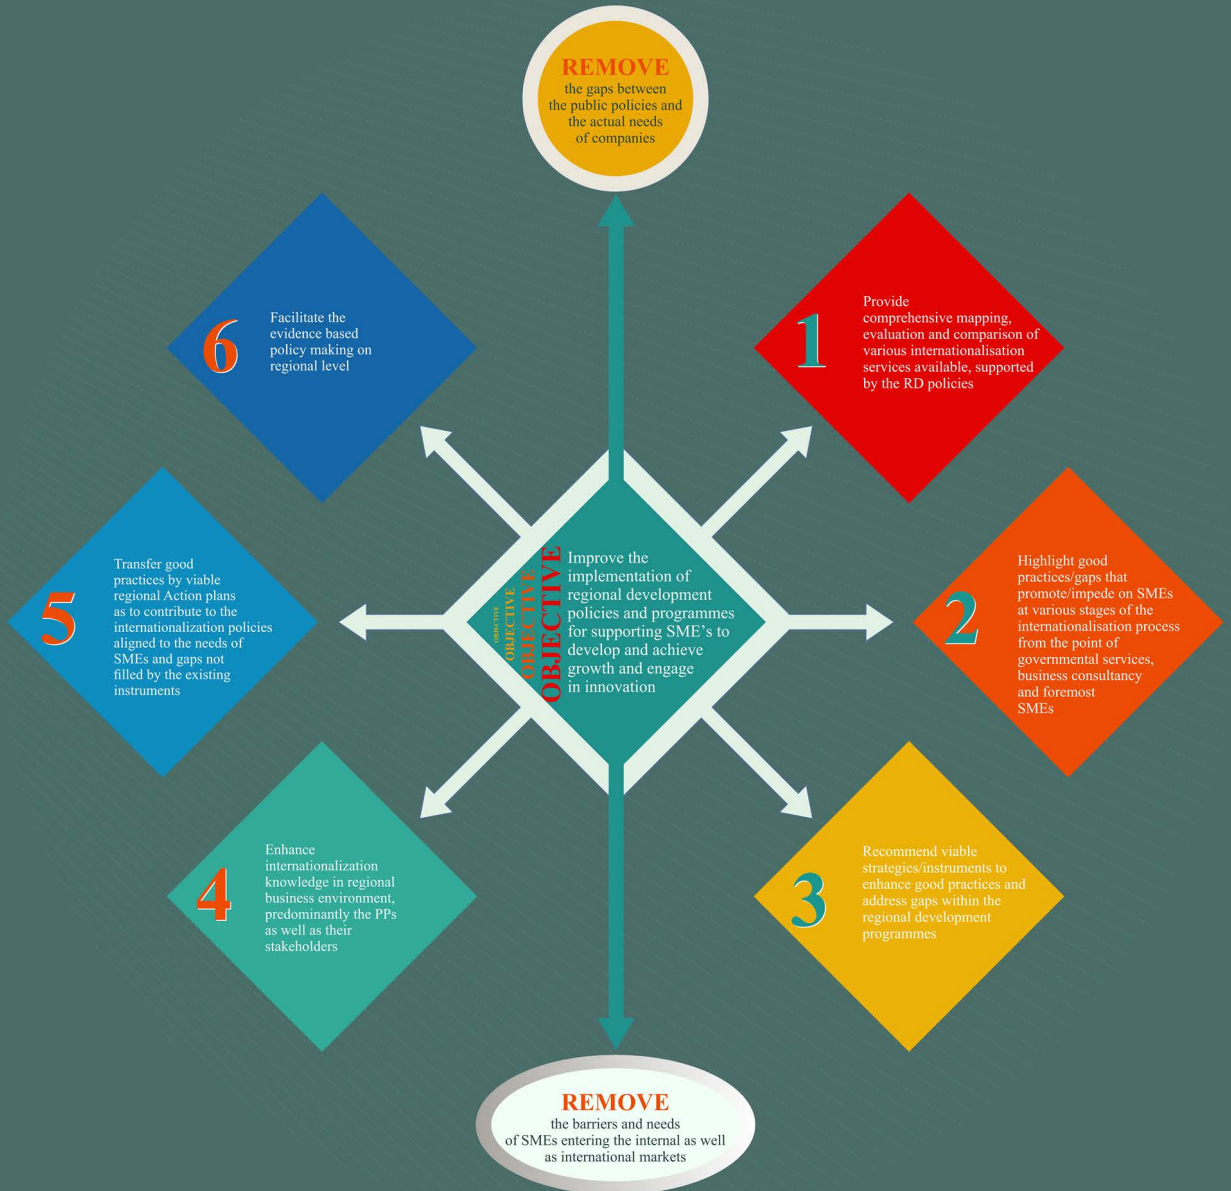 REMOVE
the gaps between
the public policies and
the actual needs
of companies
6
Facilitate the
evidence based
policy making on
regional level
1
Provide
comprehensive mapping,
evaluation and comparison of
various internationalisation
services available, supported
by the RD policies
5
Transfer good
practices by viable
regional Action plans
as to contribute to the
internationalization policies
aligned to the needs of
SMEs and gaps not
filled by the existing
instruments
OBJECTIVE
OBJECTIVE
OBJECTIVE
OBJECTIVE
Improve the
implementation of
regional development
policies and programmes
for supporting SME's to
develop and achieve
growth and engage
in innovation
2
Highlight good
practices/gaps that
promote/impede on SMEs
at various stages of the
internationalisation process
from the point of
governmental services,
business consultancy
and foremost
SMEs
4
Enhance
internationalization
knowledge in regional
business environment,
predominantly the PPs
as well as their
stakeholders
3
Recommend viable
strategies/instruments to
enhance good practices and
address gaps within the
regional development
programmes
REMOVE
the barriers and needs
of SMEs entering the internal as well
as international markets